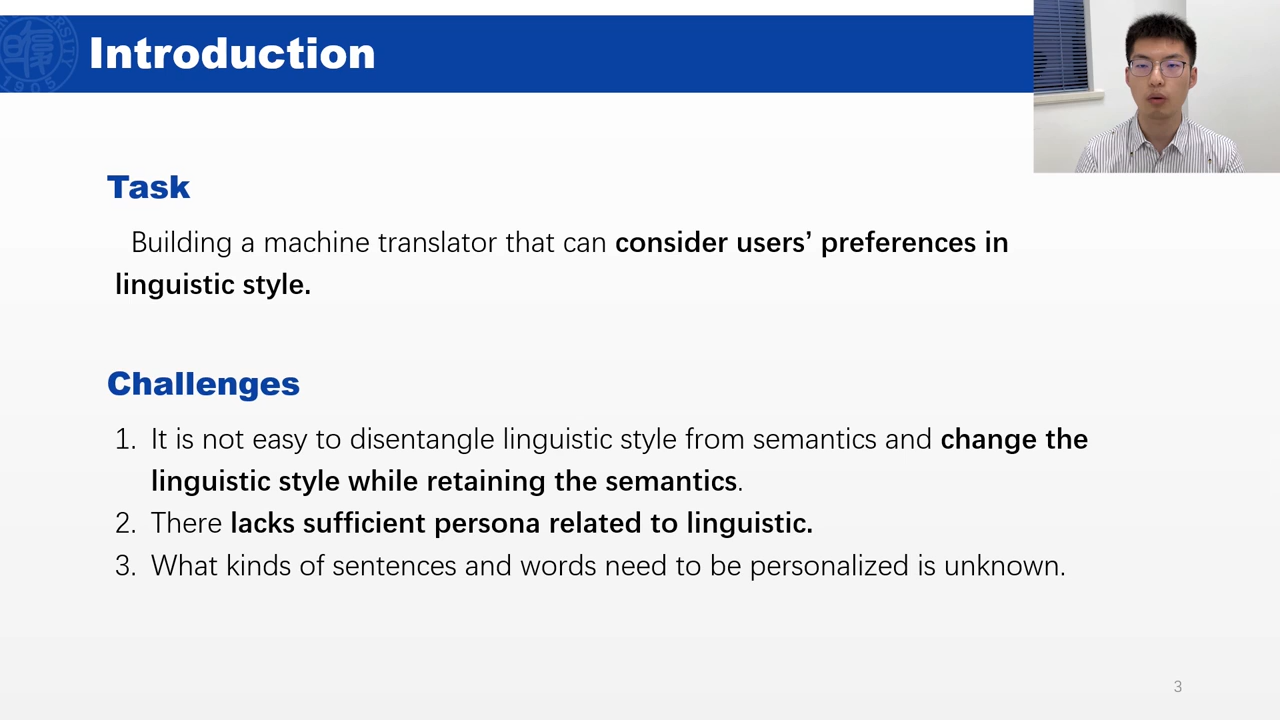 Introduction
Task
Building a machine translator that can consider users’ preferences in
linguistic style.
Challenges
1. It is not easy to disentangle linguistic style from semantics and change the
linguistic style while retaining the semantics.
2. There lacks sufficient persona related to linguistic.
3. What kinds of sentences and words need to be personalized is unknown.
3